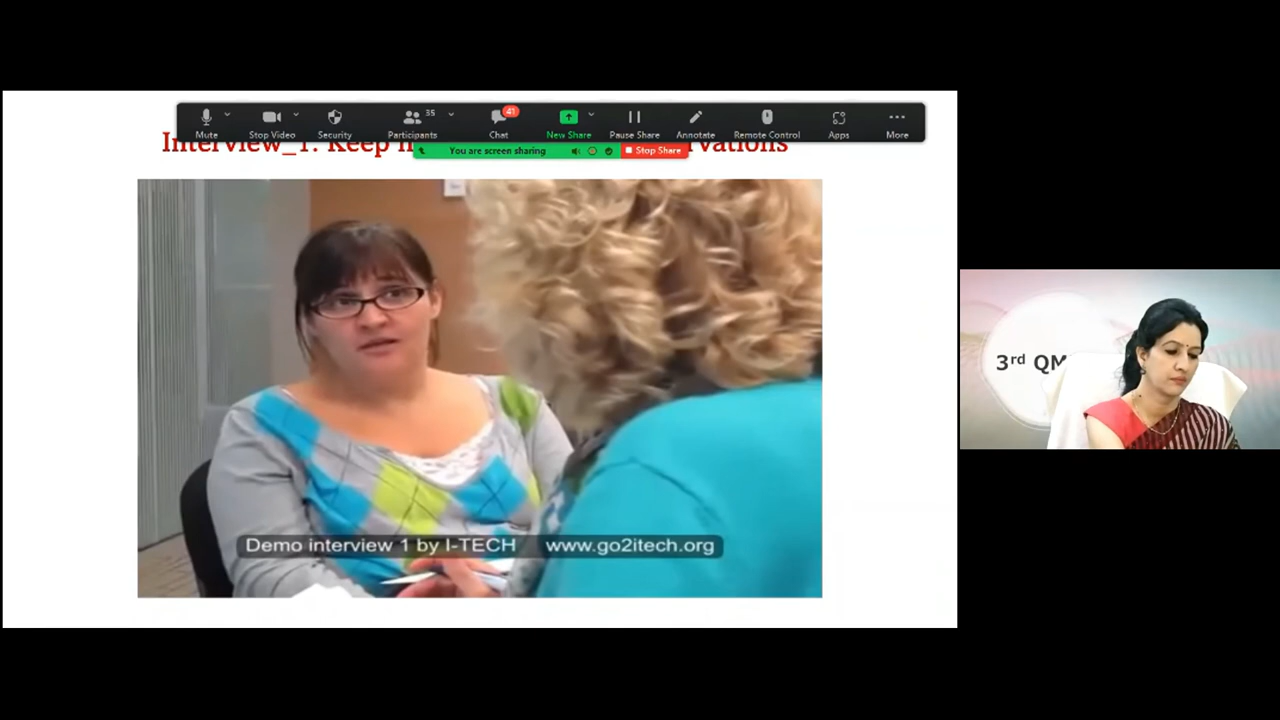 35
41
Mute Stop Video Security Participants Chat New Share Pause Share Annotate Remote Control Apps More
Interview_1: Keep
You are screen sharing Stop Share
3rd QM
Demo interview 1 by I-TECH www.go2itech.org